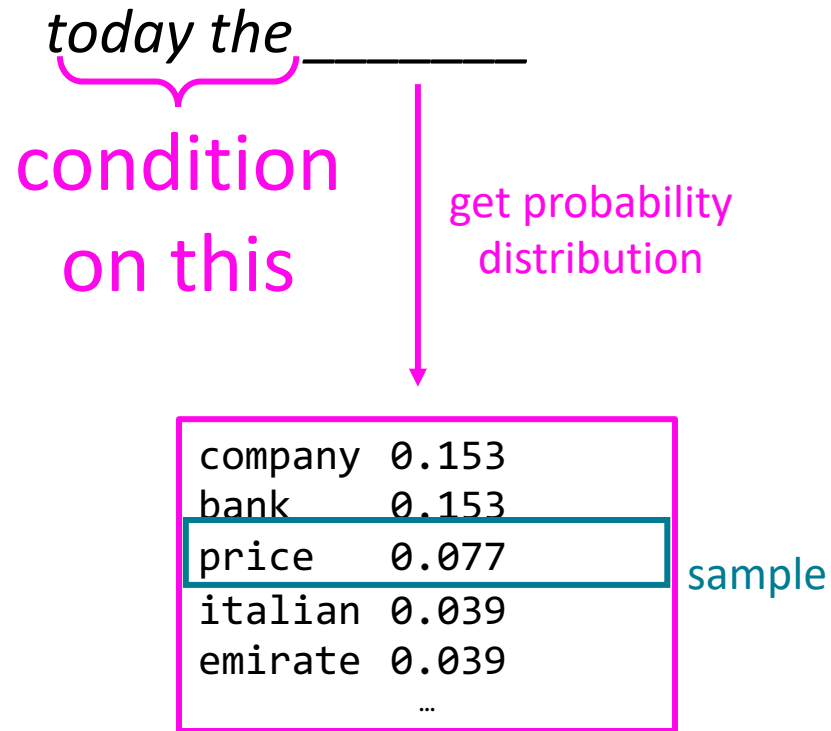 today the _______
condition
on this
get probability
distribution
company 0.153
bank 0.153
price 0.077
sample
italian 0.039
emirate 0.039
…